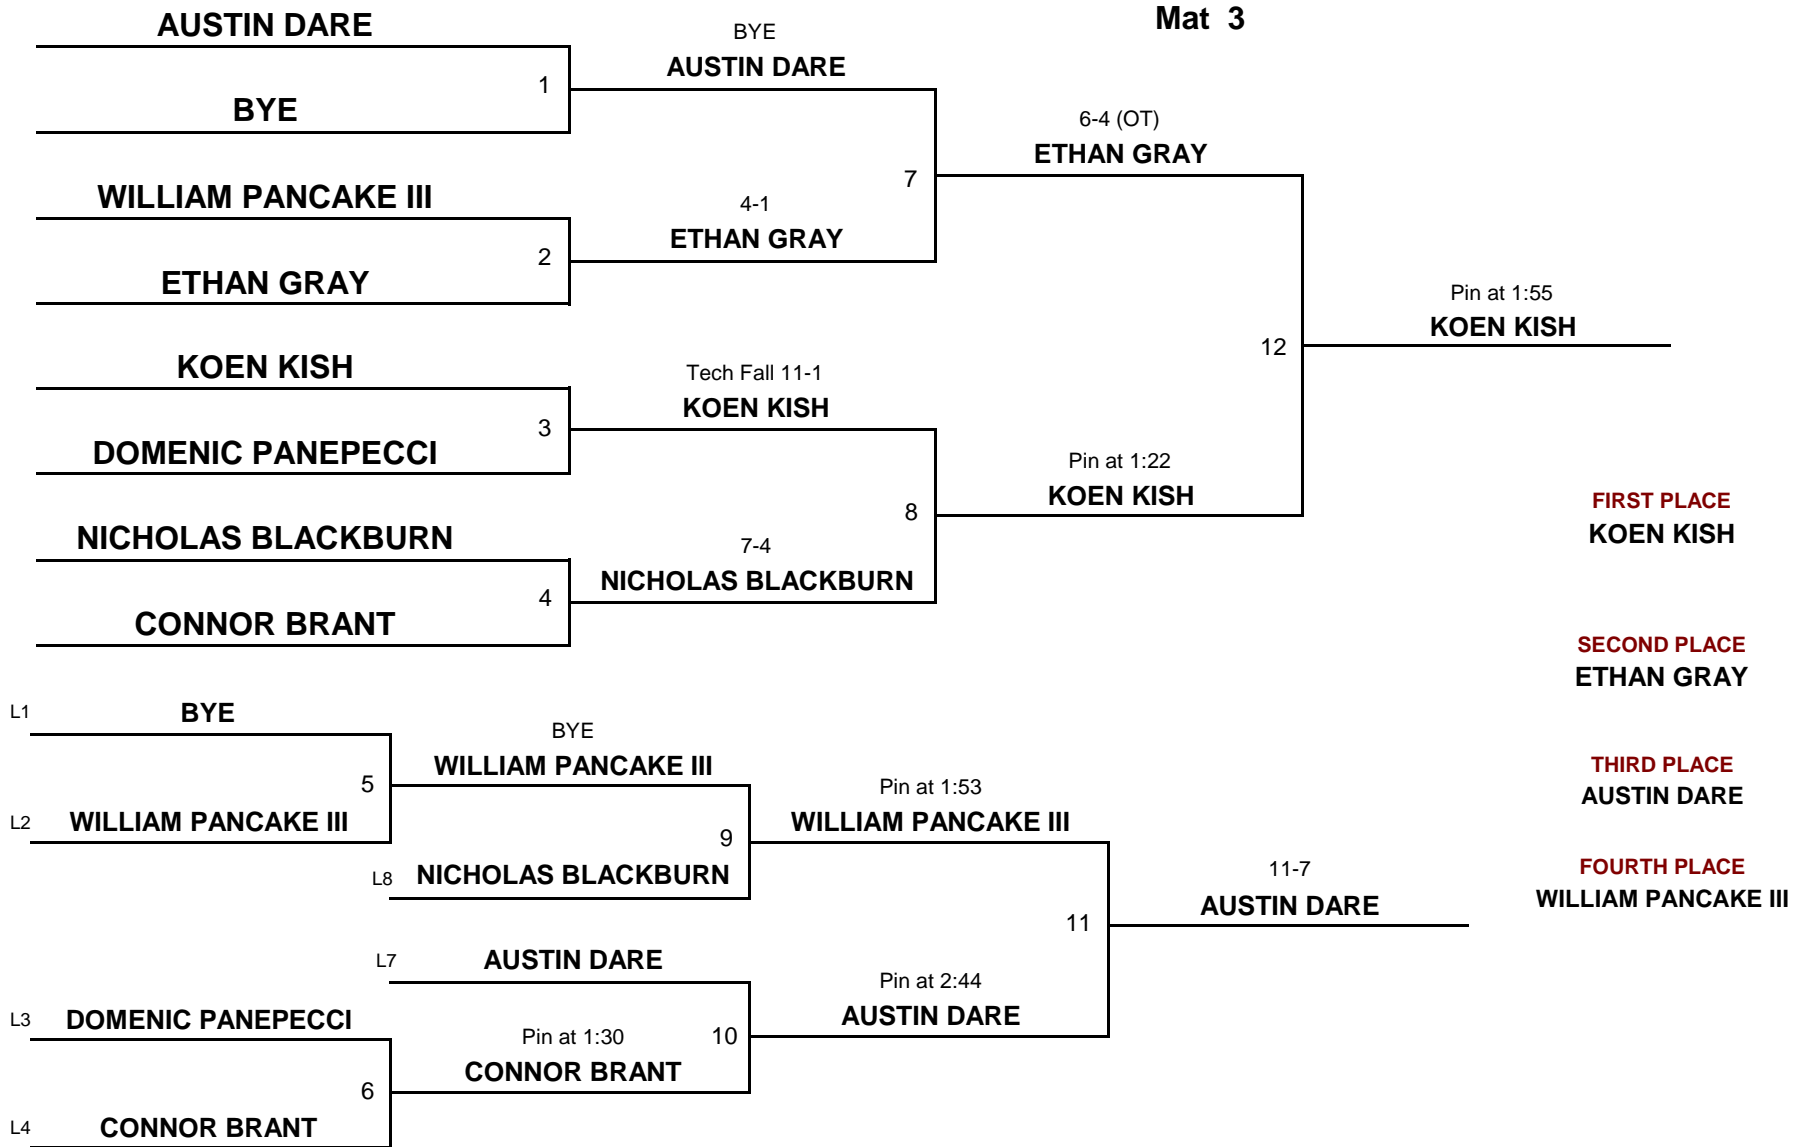 Mat 3
AUSTIN DARE
BYE
1
BYE
AUSTIN DARE
WILLIAM PANCAKE III
ETHAN GRAY
2
4-1
ETHAN GRAY
7
6-4 (OT)
ETHAN GRAY
KOEN KISH
DOMENIC PANEPECCI
3
Tech Fall 11-1
KOEN KISH
NICHOLAS BLACKBURN
CONNOR BRANT
4
7-4
NICHOLAS BLACKBURN
8
Pin at 1:22
KOEN KISH
12
Pin at 1:55
KOEN KISH
FIRST PLACE
KOEN KISH
SECOND PLACE
ETHAN GRAY
THIRD PLACE
AUSTIN DARE
FOURTH PLACE
WILLIAM PANCAKE III
L1
BYE
L2
WILLIAM PANCAKE III
5
BYE
WILLIAM PANCAKE III
L8
NICHOLAS BLACKBURN
9
Pin at 1:53
WILLIAM PANCAKE III
L7
AUSTIN DARE
L3
DOMENIC PANEPECCI
L4
CONNOR BRANT
6
Pin at 1:30
CONNOR BRANT
10
Pin at 2:44
AUSTIN DARE
11
11-7
AUSTIN DARE